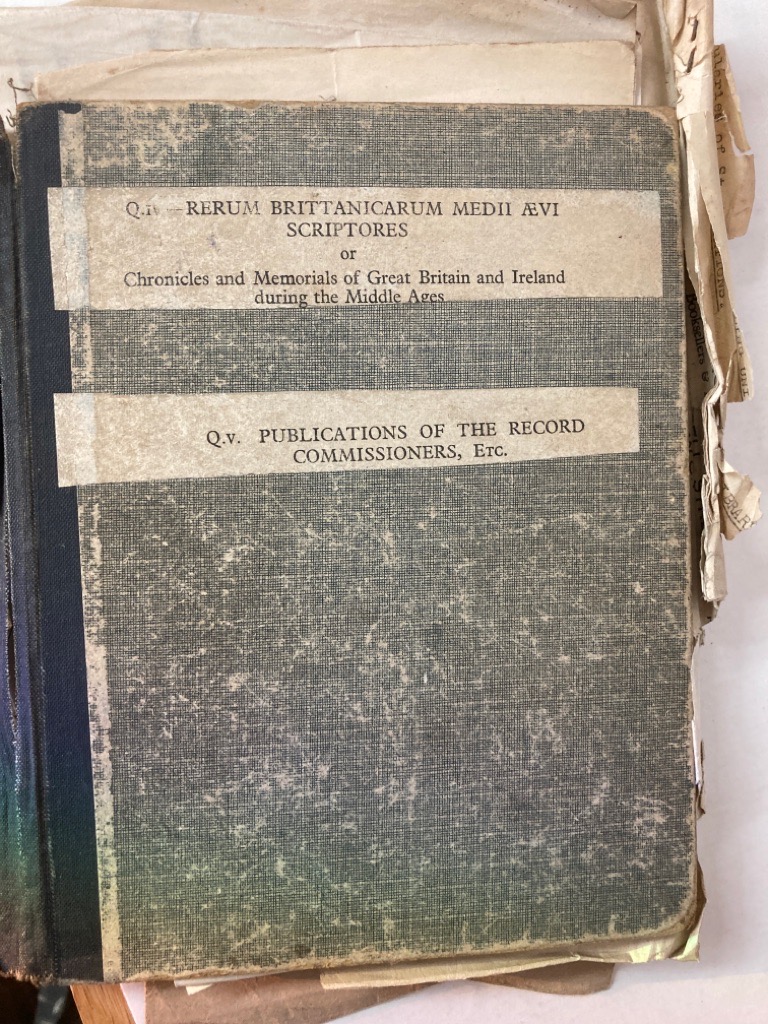 Q.iv—RERUM BRITTANICARUM MEDII ÆVI
SCRIPTORES
or
Chronicles and Memorials of Great Britain and Ireland
during the Middle Ages
Q.v. PUBLICATIONS OF THE RECORD
COMMISSIONERS, Etc.
Booksellers &